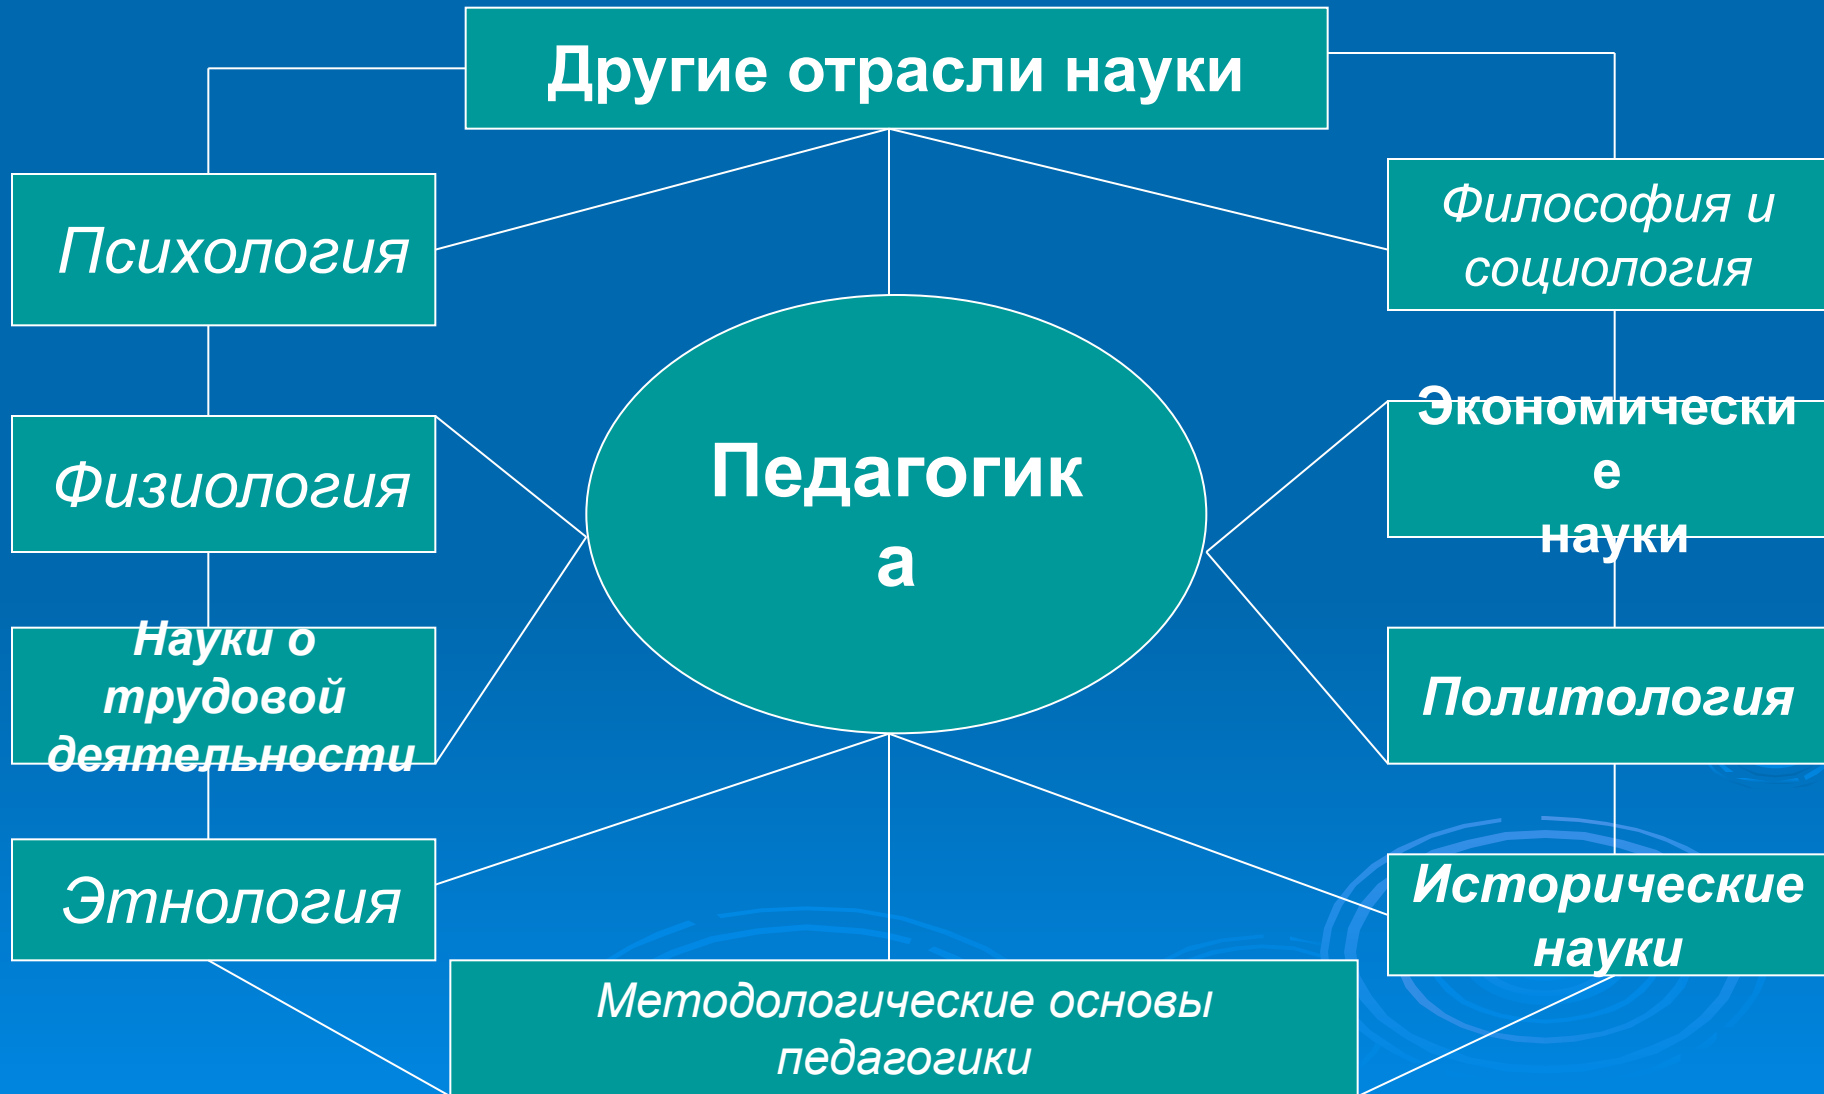 Другие отрасли науки
Психология
Философия и
социология
Физиология
Педагогик
а
Экономически
е
науки
Науки о
трудовой
деятельности
Политология
Этнология
Исторические
науки
Методологические основы
педагогики